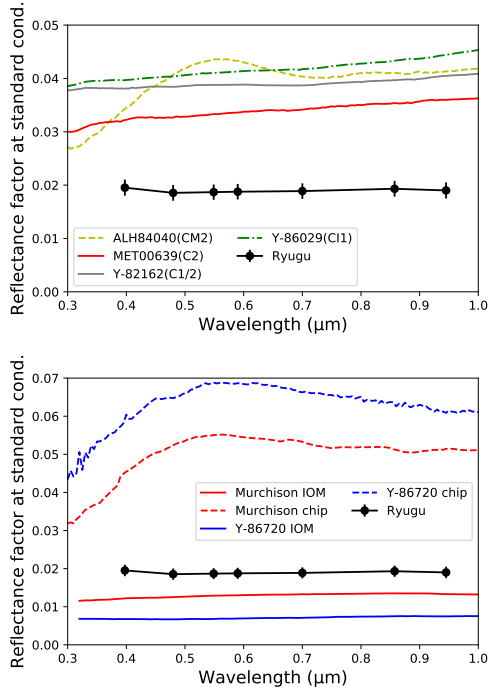 Reflectance factor at standard cond.
0.05
0.04
0.03
0.02
0.01
0.00
ALH84040(CM2)
MET00639(C2)
Y-82162(C1/2)
Y-86029(CI1)
Ryugu
0.3 0.4 0.5 0.6 0.7 0.8 0.9 1.0
Wavelength (μm)
Reflectance factor at standard cond.
0.07
0.06
0.05
0.04
0.03
0.02
0.01
0.00
Murchison IOM
Murchison chip
Y-86720 IOM
Y-86720 chip
Ryugu
0.3 0.4 0.5 0.6 0.7 0.8 0.9 1.0
Wavelength (μm)